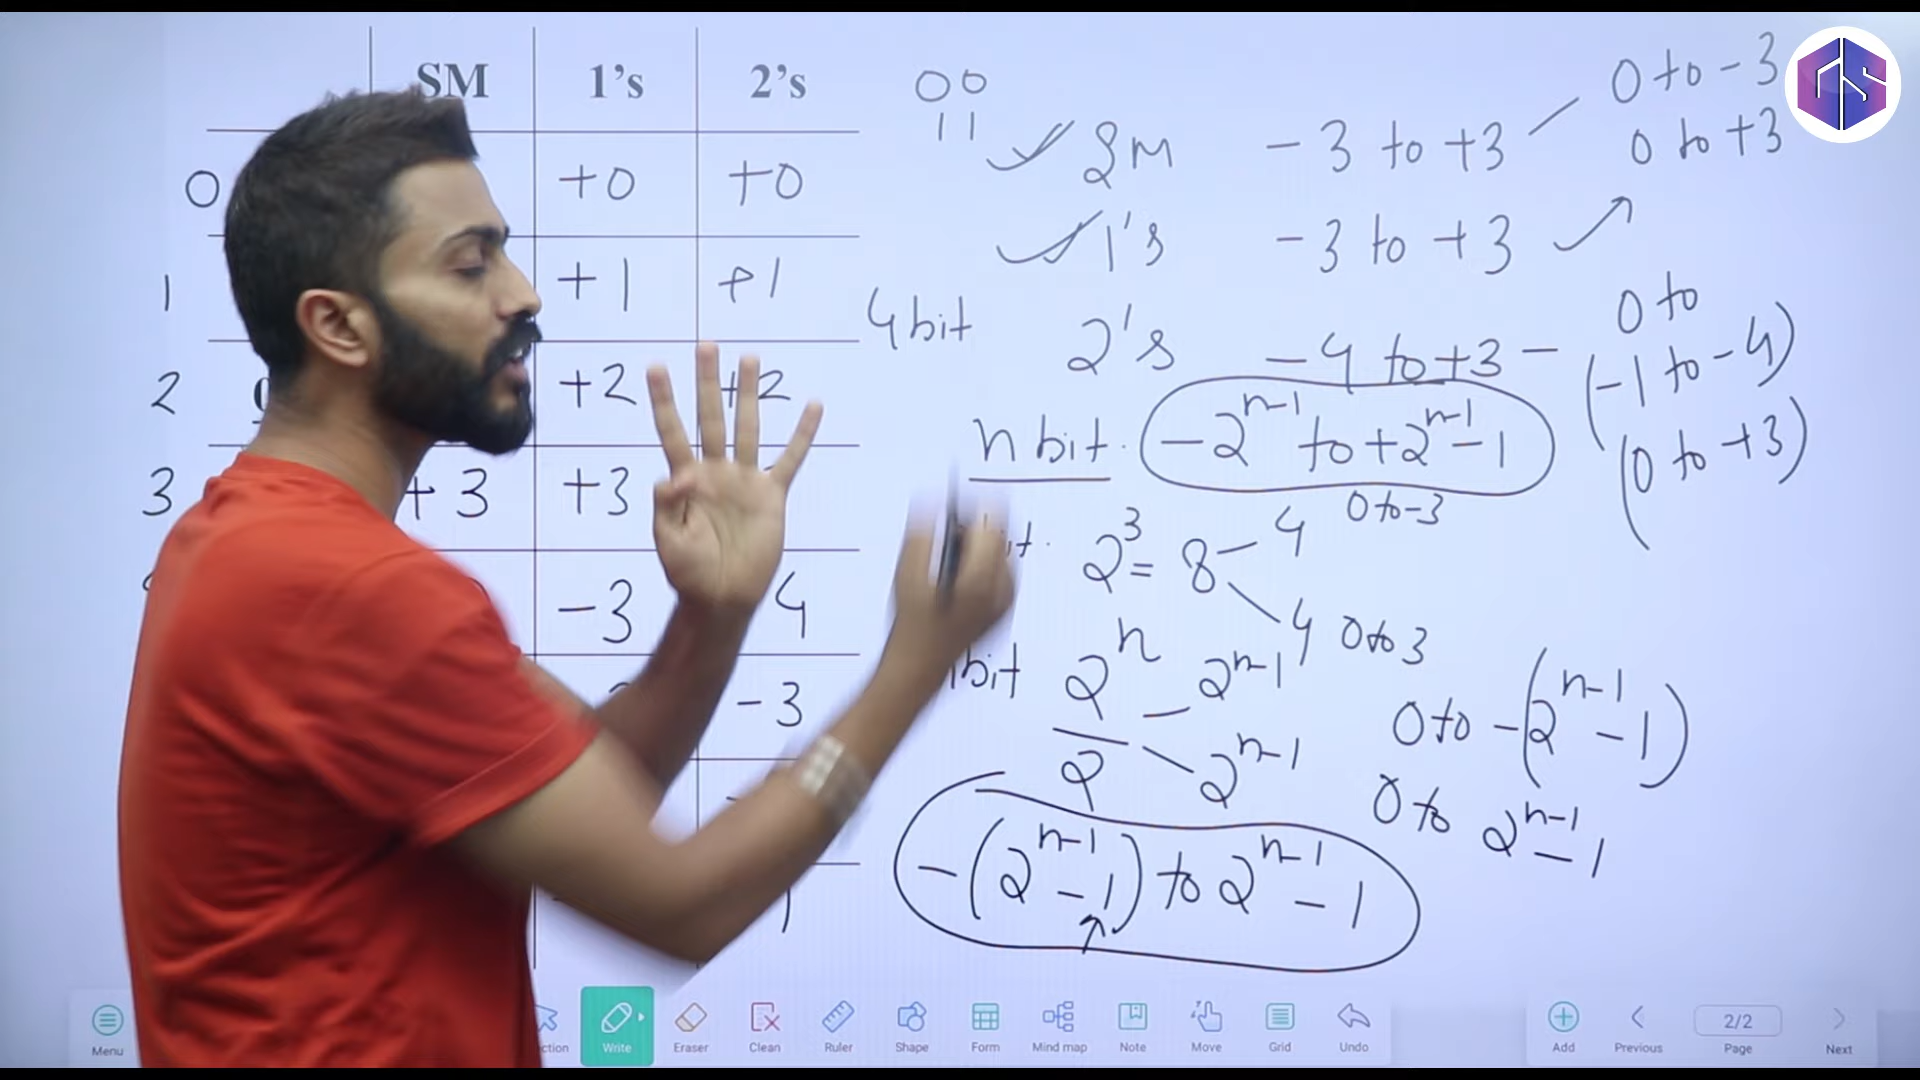 SM 1's 2's
0 +0 +0
1 +1 +1
2 +2 +2
3 +3 +3
-3 4
-3
1
00
11
SM -3 to +3
0 to -3
0 to +3
1's -3 to +3
4 bit
2's -4 to +3
0 to
(-1 to -4)
(0 to +3)
n bit. -2^{n-1} to +2^{n-1} -1
2^3 = 8 4 0 to -3
4 0 to 3
bit 2^n 2^{n-1}
2 2^{n-1}
0 to -(2^{n-1} -1)
0 to 2^{n-1} -1
-(2^{n-1} -1) to 2^{n-1} -1
Menu Write Eraser Clean Ruler Shape Form Mind map Note Move Grid Undo Add Previous 2/2 Page Next